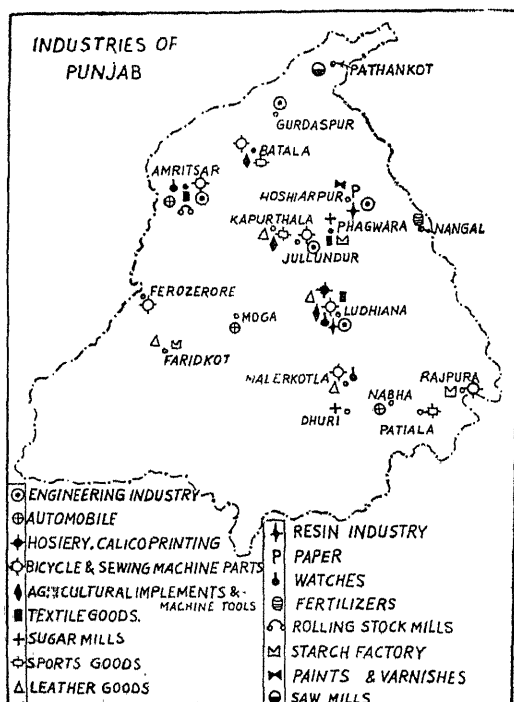 INDUSTRIES OF
PUNJAB
PATHANKOT
GURDASPUR
BATALA
AMRITSAR
HOSHIARPUR
P
KAPURTHALA
PHAGWARA
NANGAL
JULLUNDUR
FEROZERORE
MOGA
LUDHIANA
FARIDKOT
MALERKOTLA
RAJPURA
NABHA
DHURI
PATIALA
ENGINEERING INDUSTRY
AUTOMOBILE
HOSIERY, CALICO PRINTING
BICYCLE & SEWING MACHINE PARTS
AGRICULTURAL IMPLEMENTS &
MACHINE TOOLS
TEXTILE GOODS.
SUGAR MILLS
SPORTS GOODS
LEATHER GOODS
RESIN INDUSTRY
P PAPER
WATCHES
FERTILIZERS
ROLLING STOCK MILLS
STARCH FACTORY
PAINTS & VARNISHES
SAW MILLS